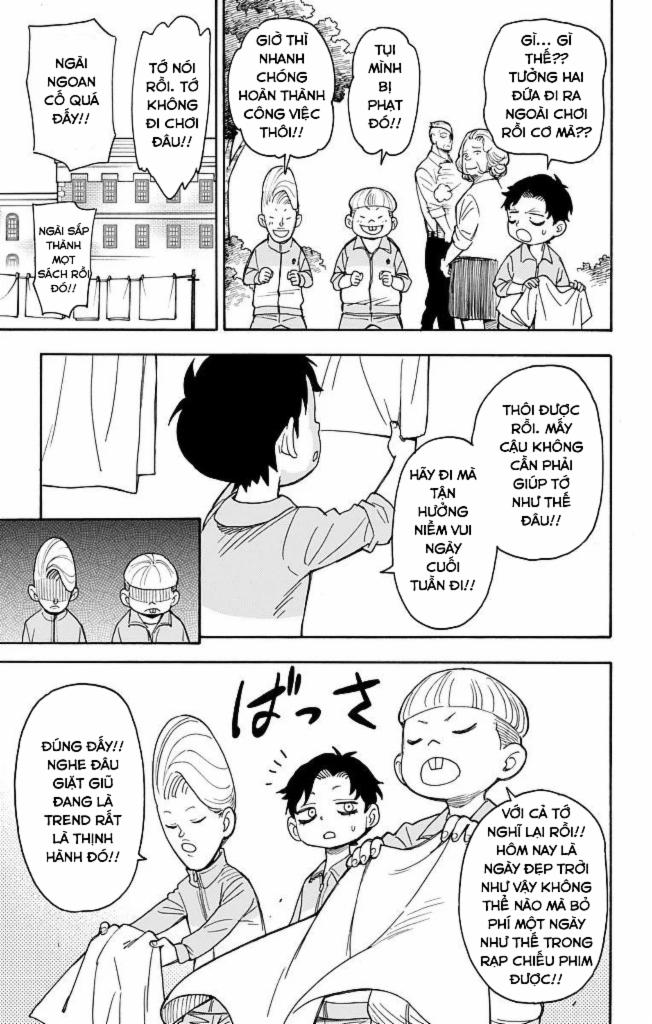 GÌ... GÌ
THẾ??
TƯỞNG HAI
ĐỨA ĐI RA
NGOÀI CHƠI
RỒI CƠ MÀ??
TỤI
MÌNH
BỊ
PHẠT
ĐÓ!!
GIỜ THÌ
NHANH
CHÓNG
HOÀN THÀNH
CÔNG VIỆC
THÔI!!
TỚ NÓI
RỒI. TỚ
KHÔNG
ĐI CHƠI
ĐÂU!!
NGÀI
NGOAN
CỐ QUÁ
ĐẤY!!
NGÀI SẮP
THÀNH
MỌT
SÁCH RỒI
ĐÓ!!
THÔI ĐƯỢC
RỒI. MẤY
CẬU KHÔNG
CẦN PHẢI
GIÚP TỚ
NHƯ THẾ
ĐÂU!!
HÃY ĐI MÀ
TẬN
HƯỞNG
NIỀM VUI
NGÀY
CUỐI
TUẦN ĐI!!
ばっさ
VỚI CẢ TỚ
NGHĨ LẠI RỒI!!
HÔM NAY LÀ
NGÀY ĐẸP TRỜI
NHƯ VẬY KHÔNG
THỂ NÀO MÀ BỎ
PHÍ MỘT NGÀY
NHƯ THẾ TRONG
RẠP CHIẾU PHIM
ĐƯỢC!!
ĐÚNG ĐẤY!!
NGHE ĐÂU
GIẶT GIŨ
ĐANG LÀ
TREND RẤT
LÀ THỊNH
HÀNH ĐÓ!!